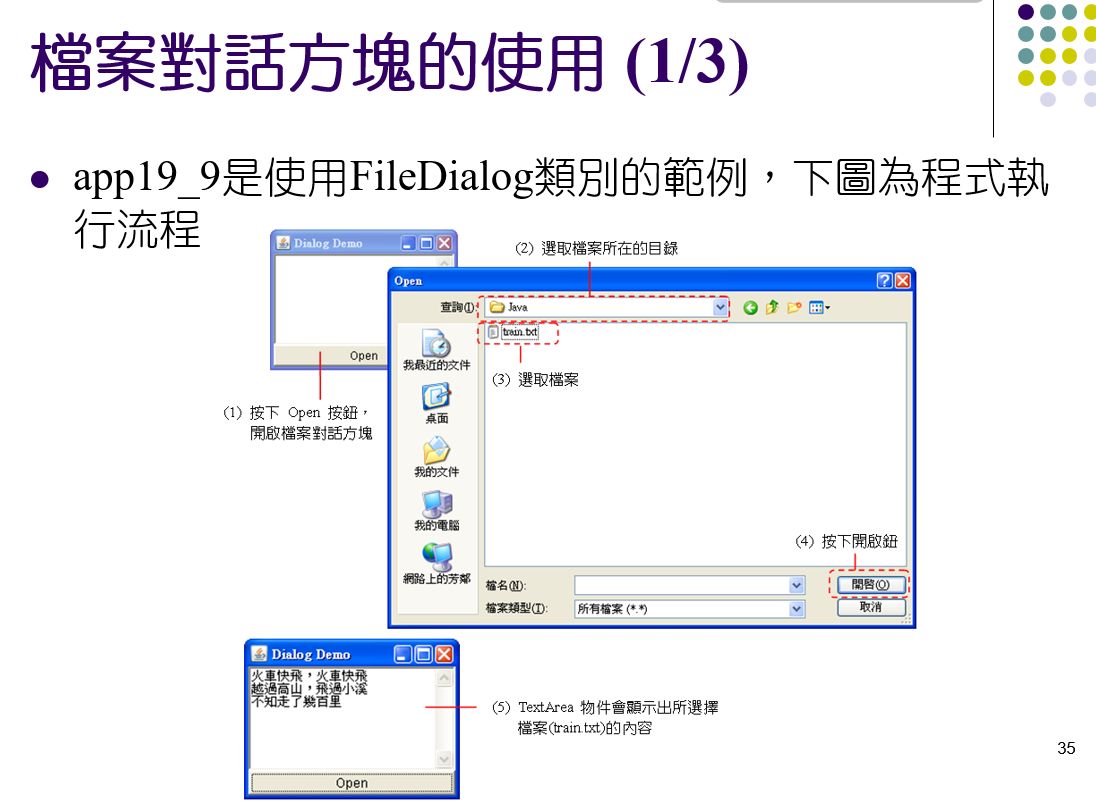 檔案對話方塊的使用 (1/3)
app19_9是使用FileDialog類別的範例，下圖為程式執
行流程
Dialog Demo
Open
(1) 按下 Open 按鈕，
開啟檔案對話方塊
(2) 選取檔案所在的目錄
Open
查詢(I):
Java
train.txt
(3) 選取檔案
我最近的文件
桌面
我的文件
我的電腦
網路上的芳鄰
(4) 按下開啟鈕
檔名(N):
開啓(O)
檔案類型(T):
所有檔案 (*.*)
取消
Dialog Demo
火車快飛，火車快飛
越過高山，飛過小溪
不知走了幾百里
Open
(5) TextArea 物件會顯示出所選擇
檔案(train.txt)的內容
35